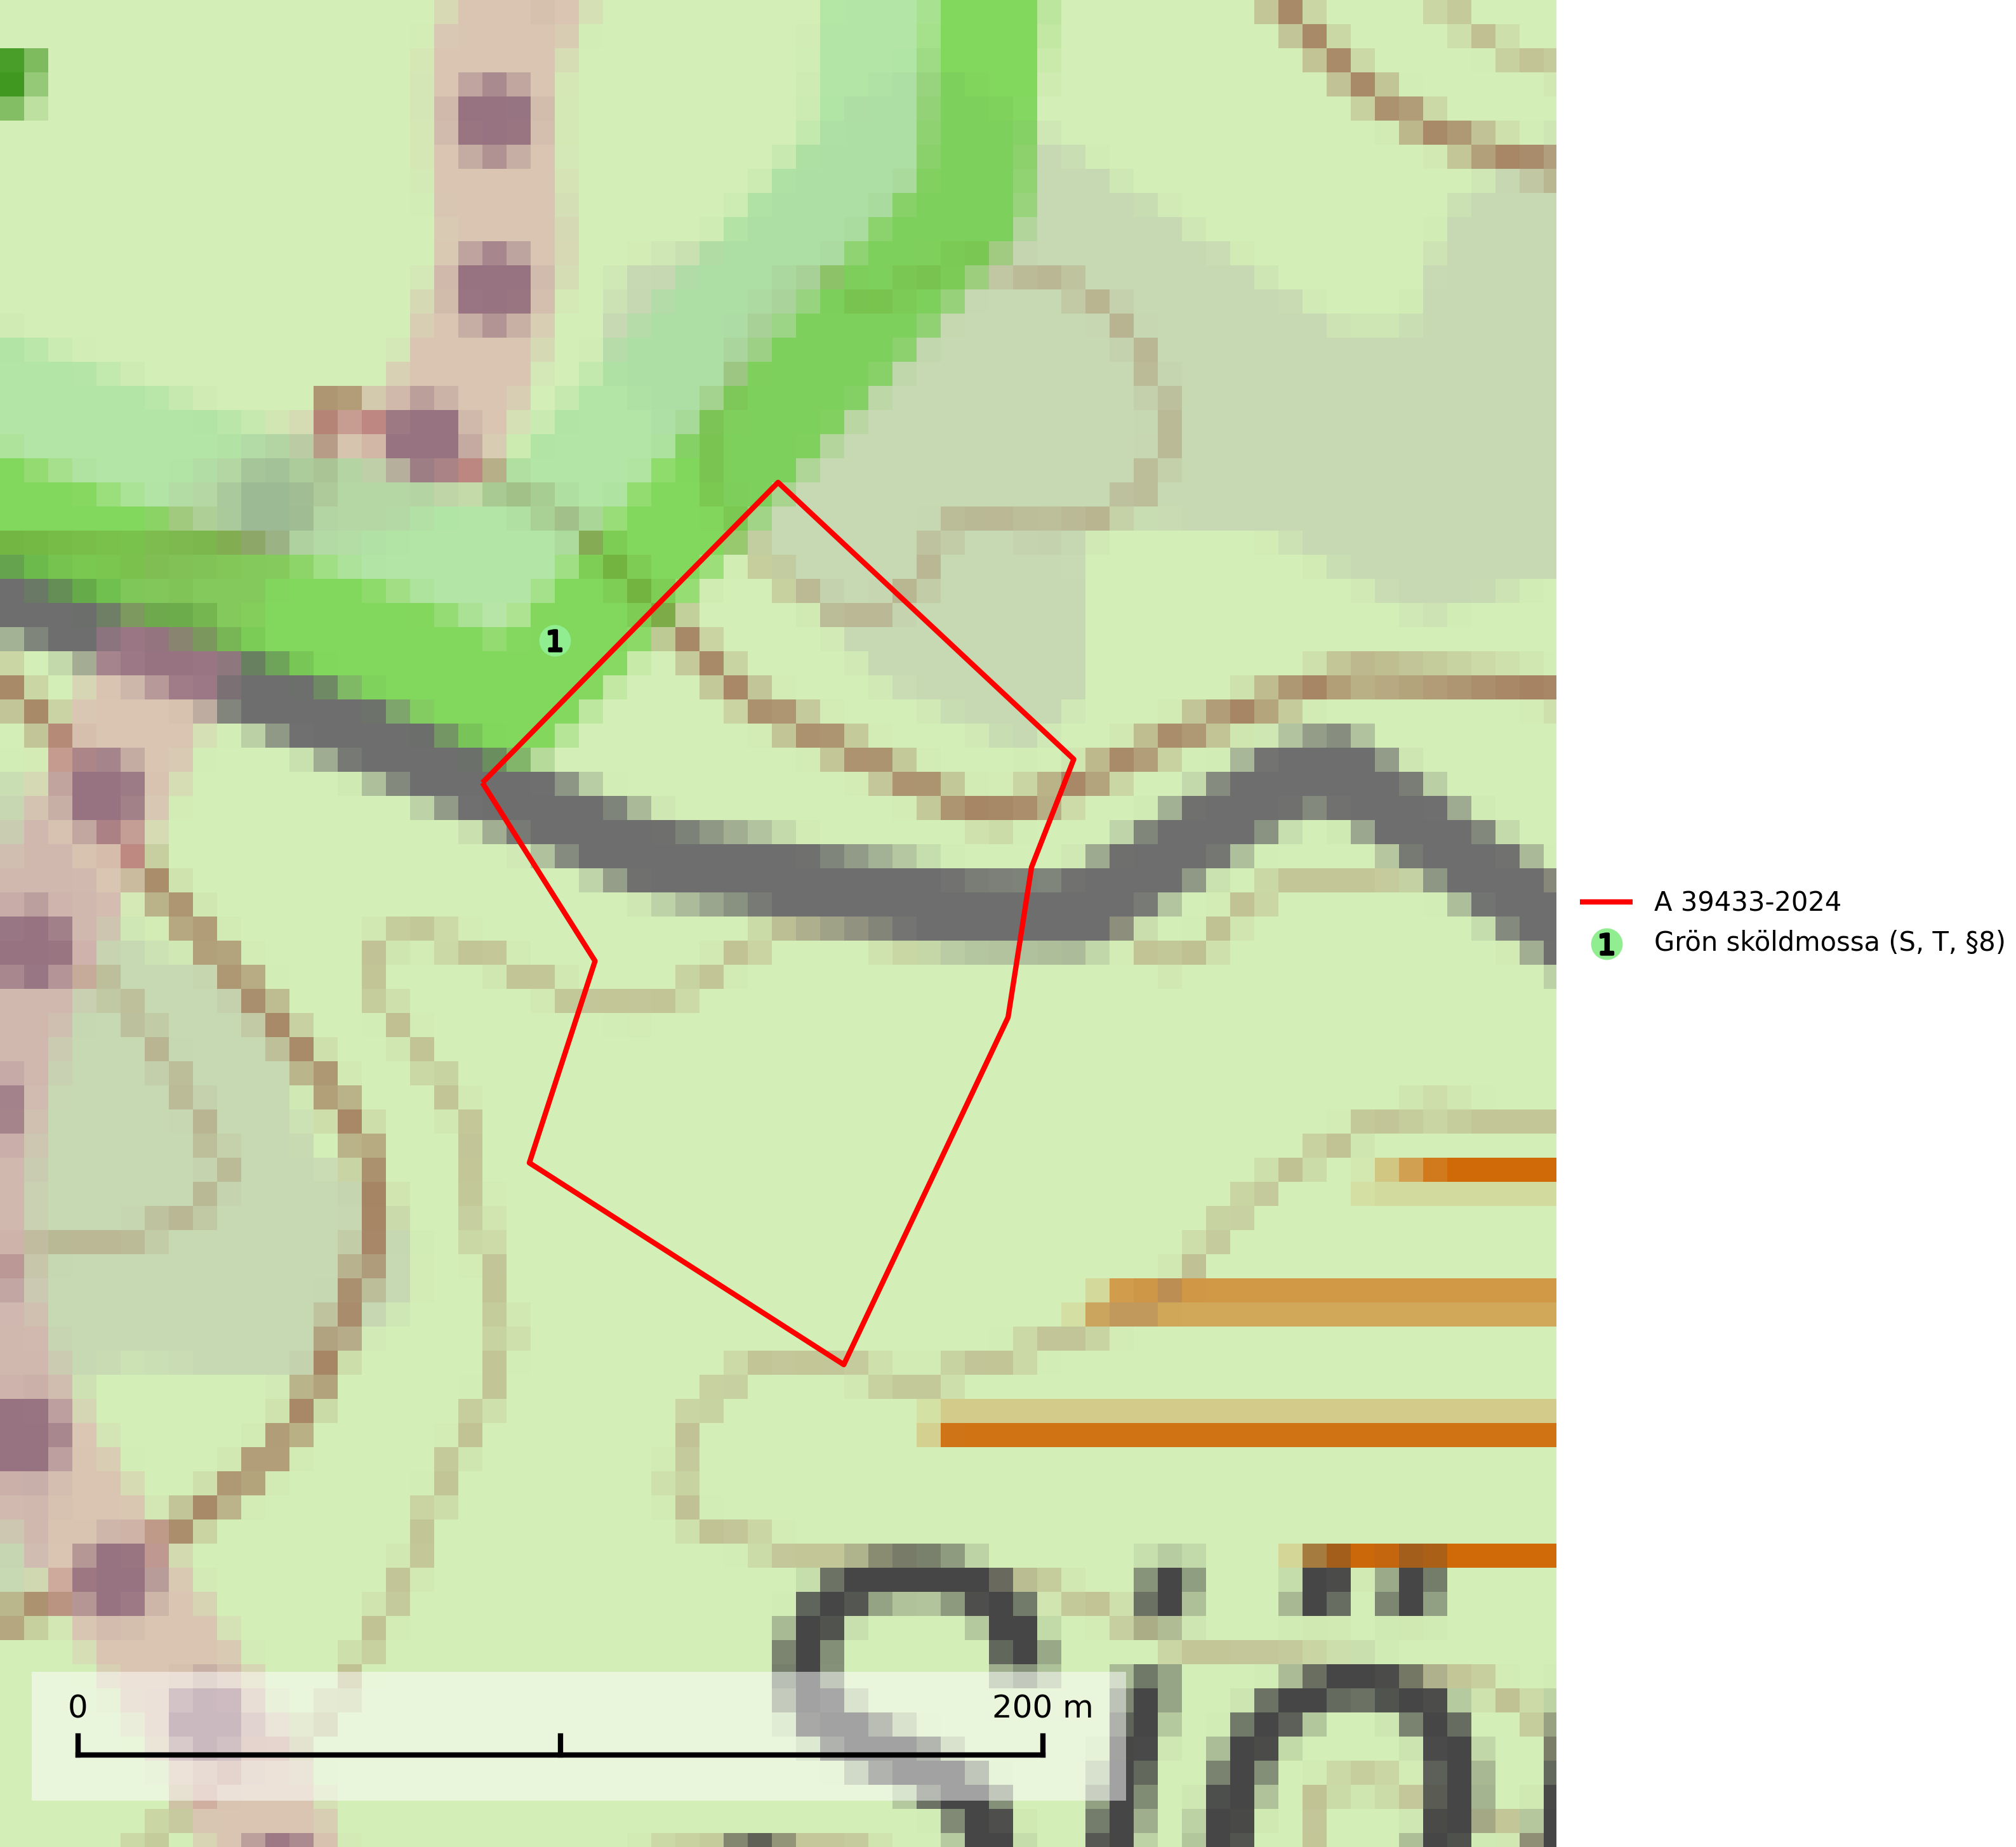 1
A 39433-2024
1 Grön sköldmossa (S, T, §8)
0 200 m